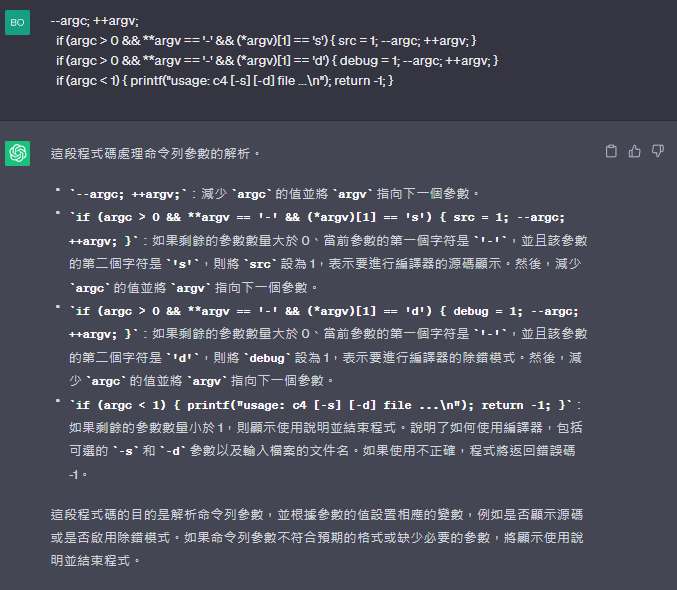 BO
--argc; ++argv;
if (argc > 0 && **argv == '-' && (*argv)[1] == 's') { src = 1; --argc; ++argv; }
if (argc > 0 && **argv == '-' && (*argv)[1] == 'd') { debug = 1; --argc; ++argv; }
if (argc < 1) { printf("usage: c4 [-s] [-d] file ...\n"); return -1; }
這段程式碼處理命令列參數的解析。
• `--argc; ++argv;`：減少 `argc` 的值並將 `argv` 指向下一個參數。
• `if (argc > 0 && **argv == '-' && (*argv)[1] == 's') { src = 1; --argc;
++argv; }`：如果剩餘的參數數量大於 0、當前參數的第一個字符是 `'-'`，並且該參數
的第二個字符是 `'s'`，則將 `src` 設為 1，表示要進行編譯器的源碼顯示。然後，減少
`argc` 的值並將 `argv` 指向下一個參數。
• `if (argc > 0 && **argv == '-' && (*argv)[1] == 'd') { debug = 1; --argc;
++argv; }`：如果剩餘的參數數量大於 0、當前參數的第一個字符是 `'-'`，並且該參數
的第二個字符是 `'d'`，則將 `debug` 設為 1，表示要進行編譯器的除錯模式。然後，減
少 `argc` 的值並將 `argv` 指向下一個參數。
• `if (argc < 1) { printf("usage: c4 [-s] [-d] file ...\n"); return -1; }`：
如果剩餘的參數數量小於 1，則顯示使用說明並結束程式。說明了如何使用編譯器，包括
可選的 `-s` 和 `-d` 參數以及輸入檔案的文件名。如果使用不正確，程式將返回錯誤碼
-1。
這段程式碼的目的是解析命令列參數，並根據參數的值設置相應的變數，例如是否顯示源碼
或是否啟用除錯模式。如果命令列參數不符合預期的格式或缺少必要的參數，將顯示使用說
明並結束程式。